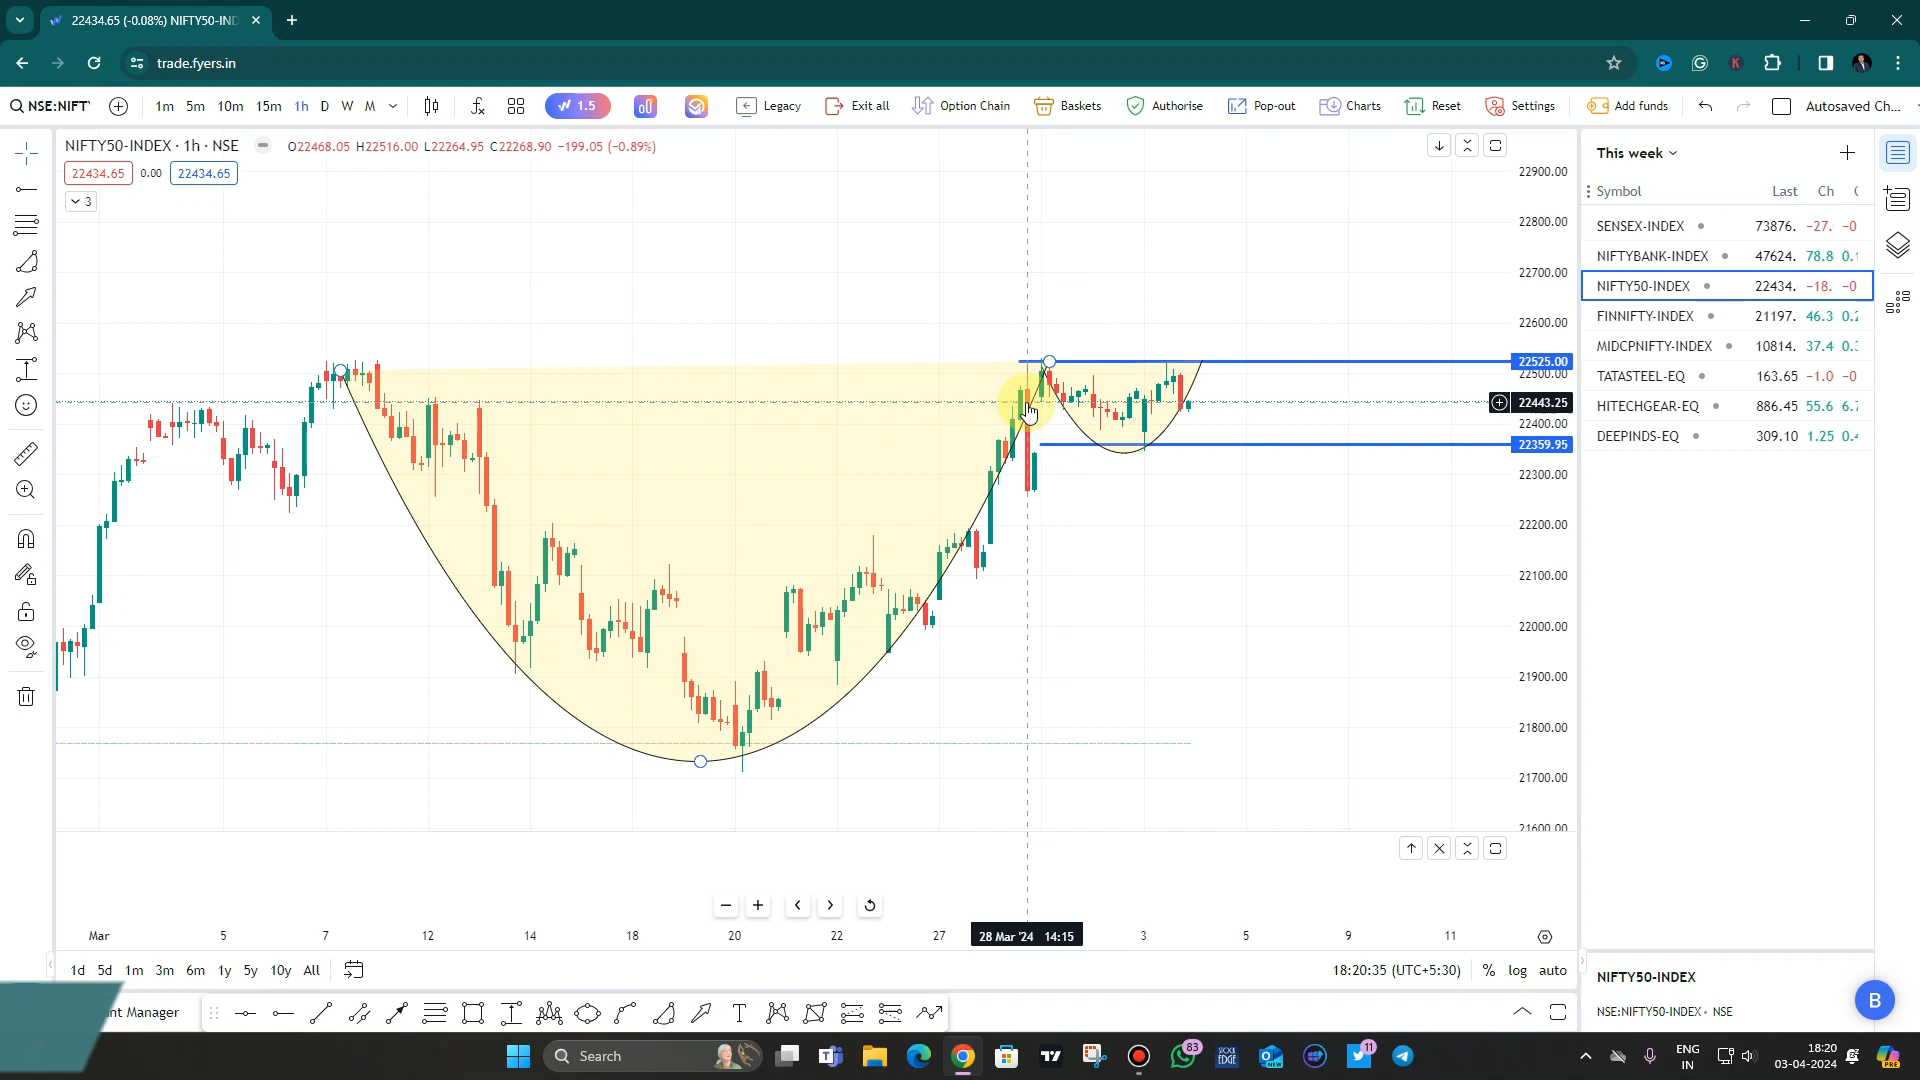 22434.65 (-0.08%) NIFTY50-IND
trade.fyers.in
NSE:NIFT 1m 5m 10m 15m 1h D W M 1.5 Legacy Exit all Option Chain Baskets Authorise Pop-out Charts Reset Settings Add funds Autosaved Ch...
NIFTY50-INDEX · 1h · NSE O22468.05 H22516.00 L22264.95 C22268.90 −199.05 (−0.89%)
22434.65 0.00 22434.65
3
22900.00
22800.00
22700.00
22600.00
22525.00
22500.00
22443.25
22400.00
22359.95
22300.00
22200.00
22100.00
22000.00
21900.00
21800.00
21700.00
21600.00
Mar 5 7 12 14 18 20 22 27 28 Mar '24 14:15 3 5 9 11
1d 5d 1m 3m 6m 1y 5y 10y All 18:20:35 (UTC+5:30) % log auto
This week
Symbol Last Ch
SENSEX-INDEX 73876. −27. −0
NIFTYBANK-INDEX 47624. 78.8 0.1
NIFTY50-INDEX 22434. −18. −0
FINNIFTY-INDEX 21197. 46.3 0.2
MIDCPNIFTY-INDEX 10814. 37.4 0.3
TATASTEEL-EQ 163.65 −1.0 −0
HITECHGEAR-EQ 886.45 55.6 6.7
DEEPINDS-EQ 309.10 1.25 0.4
NIFTY50-INDEX
NSE:NIFTY50-INDEX • NSE
B
nt Manager
Search
STOCK EDGE
NEW
83
11
ENG
IN
18:20
03-04-2024
PRE